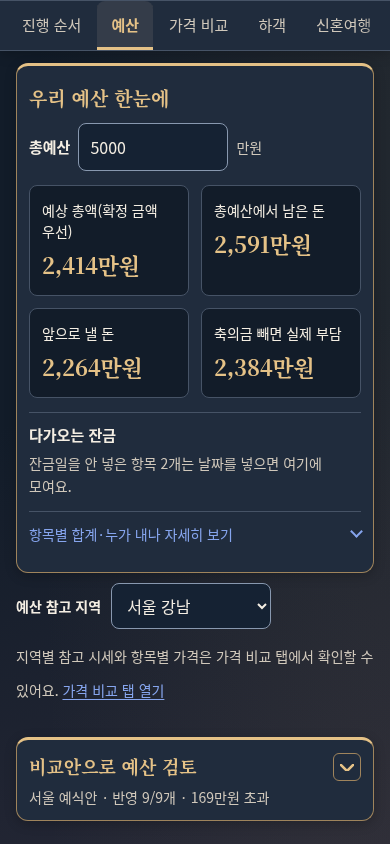 진행 순서 예산 가격 비교 하객 신혼여행
우리 예산 한눈에
총예산 5000 만원
예상 총액(확정 금액
우선)
2,414만원
총예산에서 남은 돈
2,591만원
앞으로 낼 돈
2,264만원
축의금 빼면 실제 부담
2,384만원
다가오는 잔금
잔금일을 안 넣은 항목 2개는 날짜를 넣으면 여기에
모여요.
항목별 합계·누가 내나 자세히 보기
예산 참고 지역 서울 강남
지역별 참고 시세와 항목별 가격은 가격 비교 탭에서 확인할 수
있어요. 가격 비교 탭 열기
비교안으로 예산 검토
서울 예식안 · 반영 9/9개 · 169만원 초과